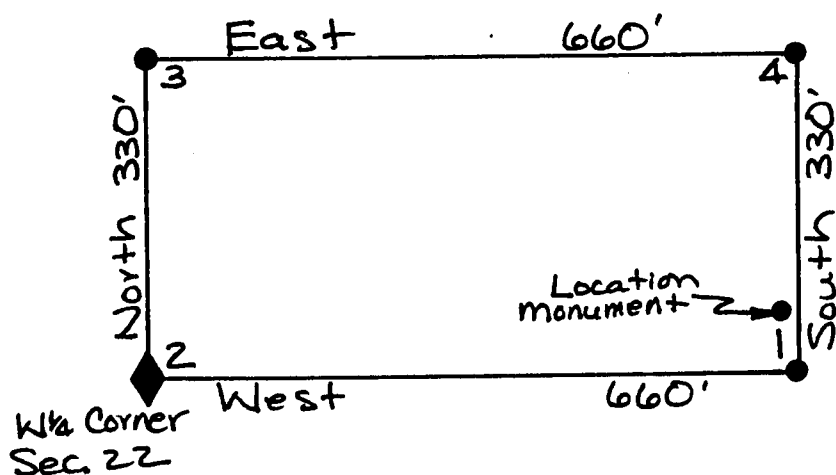 East 660'
3
4
North 330'
South 330'
Location
monument
1
2
West 660'
W¼ Corner
Sec. 22